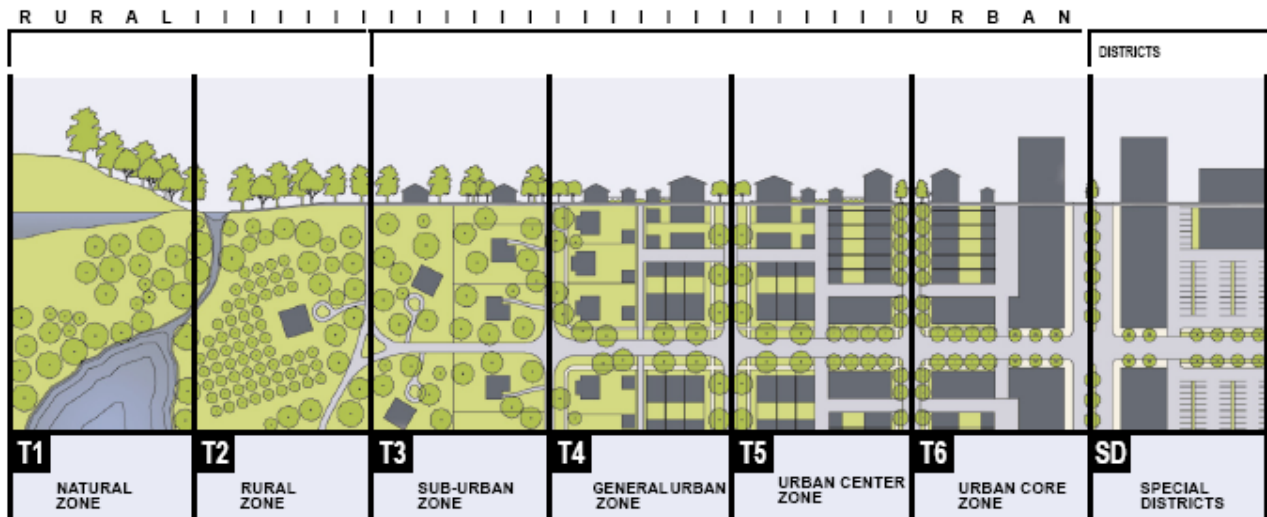 R U R A L I I I I I I I I I I I I I I I I I I I I I I I I I I U R B A N
DISTRICTS
T1 T2 T3 T4 T5 T6 SD
NATURAL ZONE
RURAL ZONE
SUB-URBAN ZONE
GENERAL URBAN ZONE
URBAN CENTER ZONE
URBAN CORE ZONE
SPECIAL DISTRICTS